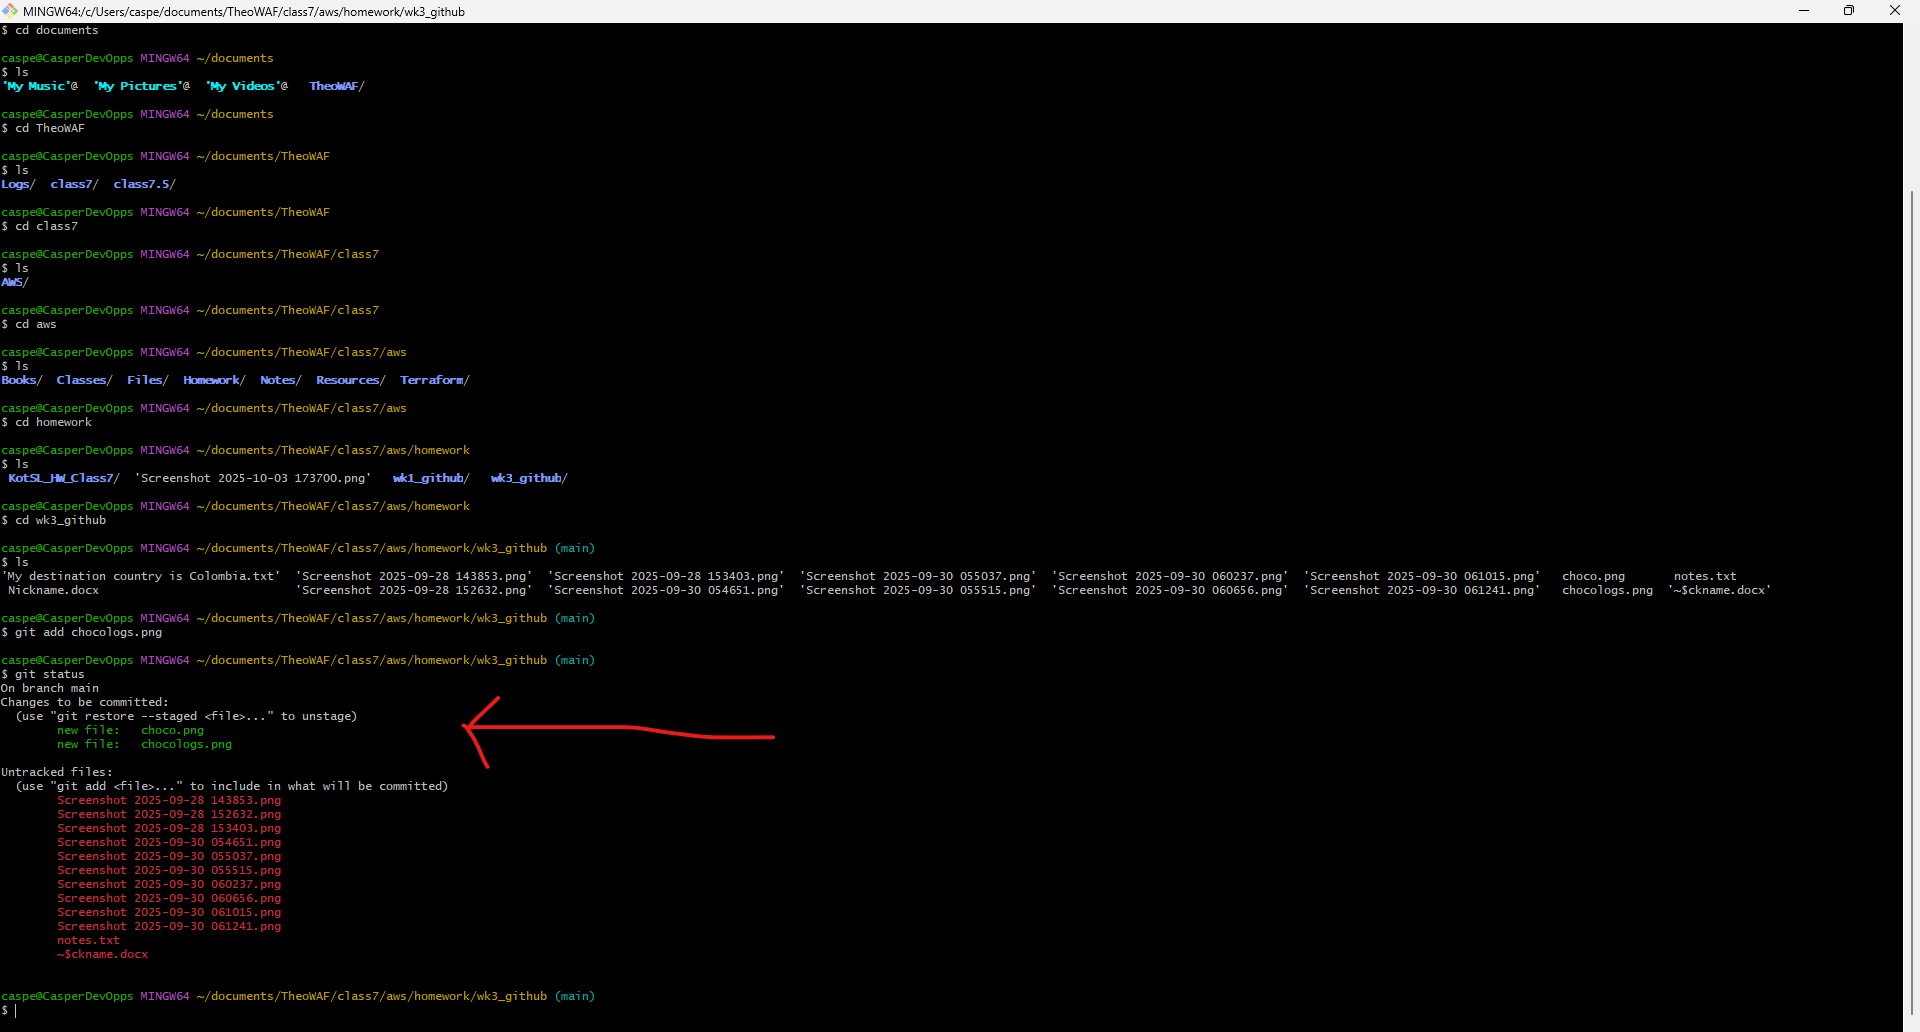 MINGW64:/c/Users/caspe/documents/TheoWAF/class7/aws/homework/wk3_github
$ cd documents
caspe@CasperDevOpps MINGW64 ~/documents
$ ls
'My Music'@  'My Pictures'@  'My Videos'@   TheoWAF/
caspe@CasperDevOpps MINGW64 ~/documents
$ cd TheoWAF
caspe@CasperDevOpps MINGW64 ~/documents/TheoWAF
$ ls
Logs/  class7/  class7.5/
caspe@CasperDevOpps MINGW64 ~/documents/TheoWAF
$ cd class7
caspe@CasperDevOpps MINGW64 ~/documents/TheoWAF/class7
$ ls
AWS/
caspe@CasperDevOpps MINGW64 ~/documents/TheoWAF/class7
$ cd aws
caspe@CasperDevOpps MINGW64 ~/documents/TheoWAF/class7/aws
$ ls
Books/  Classes/  Files/  Homework/  Notes/  Resources/  Terraform/
caspe@CasperDevOpps MINGW64 ~/documents/TheoWAF/class7/aws
$ cd homework
caspe@CasperDevOpps MINGW64 ~/documents/TheoWAF/class7/aws/homework
$ ls
KotSL_HW_Class7/  'Screenshot 2025-10-03 173700.png'   wk1_github/   wk3_github/
caspe@CasperDevOpps MINGW64 ~/documents/TheoWAF/class7/aws/homework
$ cd wk3_github
caspe@CasperDevOpps MINGW64 ~/documents/TheoWAF/class7/aws/homework/wk3_github (main)
$ ls
'My destination country is Colombia.txt'  'Screenshot 2025-09-28 143853.png'  'Screenshot 2025-09-28 153403.png'  'Screenshot 2025-09-30 055037.png'  'Screenshot 2025-09-30 060237.png'  'Screenshot 2025-09-30 061015.png'   choco.png       notes.txt
Nickname.docx                            'Screenshot 2025-09-28 152632.png'  'Screenshot 2025-09-30 054651.png'  'Screenshot 2025-09-30 055515.png'  'Screenshot 2025-09-30 060656.png'  'Screenshot 2025-09-30 061241.png'   chocologs.png  '~$ckname.docx'
caspe@CasperDevOpps MINGW64 ~/documents/TheoWAF/class7/aws/homework/wk3_github (main)
$ git add chocologs.png
caspe@CasperDevOpps MINGW64 ~/documents/TheoWAF/class7/aws/homework/wk3_github (main)
$ git status
On branch main
Changes to be committed:
(use "git restore --staged <file>..." to unstage)
new file:   choco.png
new file:   chocologs.png
Untracked files:
(use "git add <file>..." to include in what will be committed)
Screenshot 2025-09-28 143853.png
Screenshot 2025-09-28 152632.png
Screenshot 2025-09-28 153403.png
Screenshot 2025-09-30 054651.png
Screenshot 2025-09-30 055037.png
Screenshot 2025-09-30 055515.png
Screenshot 2025-09-30 060237.png
Screenshot 2025-09-30 060656.png
Screenshot 2025-09-30 061015.png
Screenshot 2025-09-30 061241.png
notes.txt
~$ckname.docx
caspe@CasperDevOpps MINGW64 ~/documents/TheoWAF/class7/aws/homework/wk3_github (main)
$